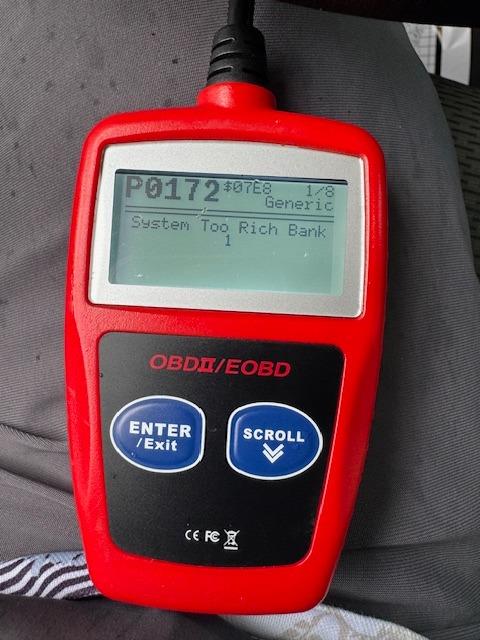 P0172 $07E8 1/8
Generic
System Too Rich Bank
1
OBDII/EOBD
ENTER
/Exit
SCROLL
CE FC